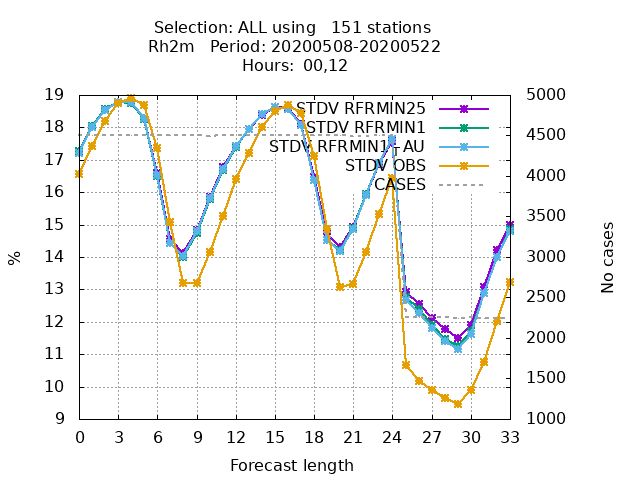 Selection: ALL using   151 stations
Rh2m   Period: 20200508-20200522
Hours:  00,12
19
18
17
16
15
14
13
12
11
10
9
5000
4500
4000
3500
3000
2500
2000
1500
1000
STDV RFRMIN25
STDV RFRMIN1
STDV RFRMIN1-AU
STDV OBS
CASES
%
No cases
0 3 6 9 12 15 18 21 24 27 30 33
Forecast length